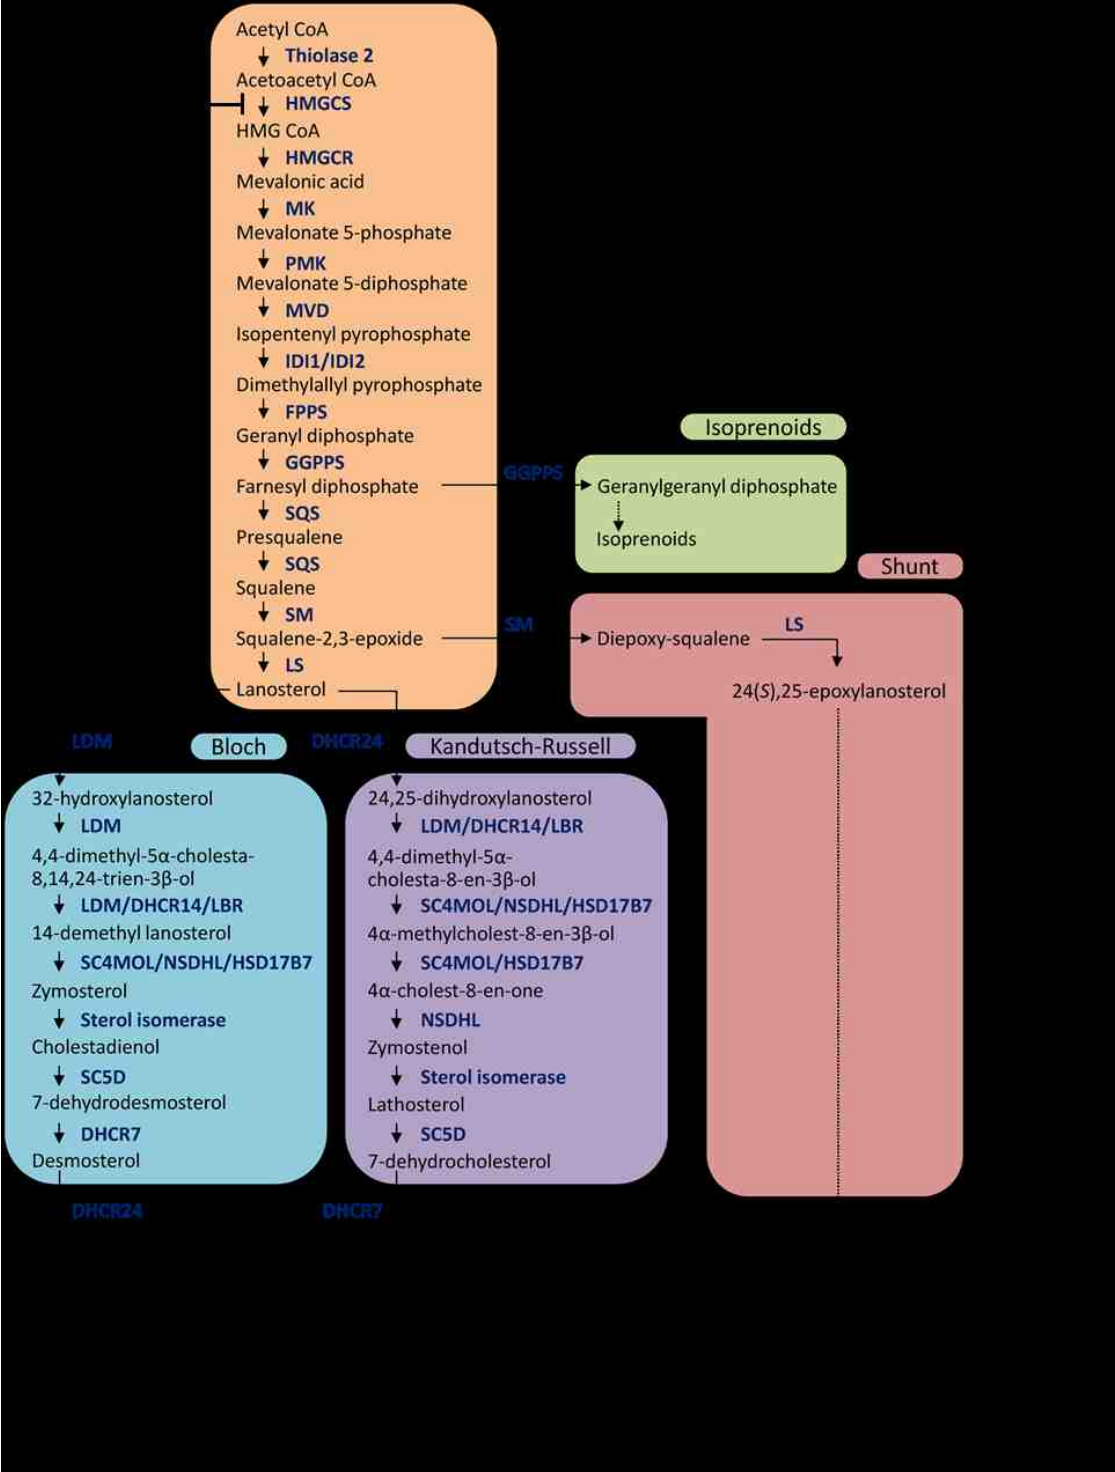 Acetyl CoA
Thiolase 2
Acetoacetyl CoA
HMGCS
HMG CoA
HMGCR
Mevalonic acid
MK
Mevalonate 5-phosphate
PMK
Mevalonate 5-diphosphate
MVD
Isopentenyl pyrophosphate
IDI1/IDI2
Dimethylallyl pyrophosphate
FPPS
Geranyl diphosphate
GGPPS
Farnesyl diphosphate
SQS
Presqualene
SQS
Squalene
SM
Squalene-2,3-epoxide
LS
Lanosterol
GGPPS
Isoprenoids
Geranylgeranyl diphosphate
Isoprenoids
Shunt
SM
Diepoxy-squalene
LS
24(S),25-epoxylanosterol
LDM
Bloch
32-hydroxylanosterol
LDM
4,4-dimethyl-5α-cholesta-
8,14,24-trien-3β-ol
LDM/DHCR14/LBR
14-demethyl lanosterol
SC4MOL/NSDHL/HSD17B7
Zymosterol
Sterol isomerase
Cholestadienol
SC5D
7-dehydrodesmosterol
DHCR7
Desmosterol
DHCR24
DHCR24
Kandutsch-Russell
24,25-dihydroxylanosterol
LDM/DHCR14/LBR
4,4-dimethyl-5α-
cholesta-8-en-3β-ol
SC4MOL/NSDHL/HSD17B7
4α-methylcholest-8-en-3β-ol
SC4MOL/HSD17B7
4α-cholest-8-en-one
NSDHL
Zymostenol
Sterol isomerase
Lathosterol
SC5D
7-dehydrocholesterol
DHCR7